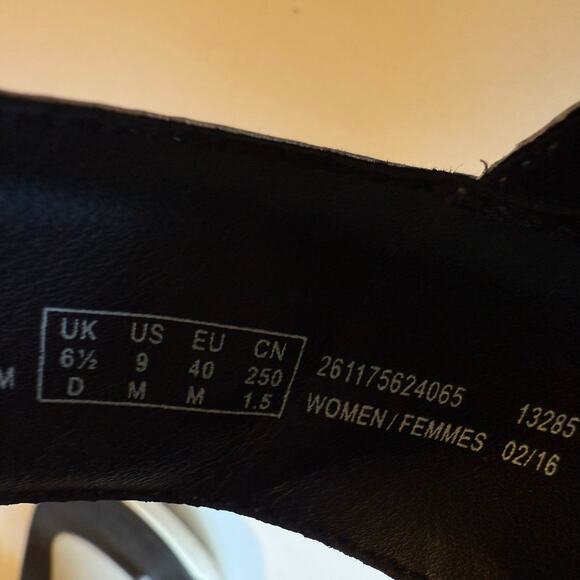 UK US EU CN
6½ 9 40 250
D M M 1.5
M
261175624065 13285
WOMEN/FEMMES 02/16